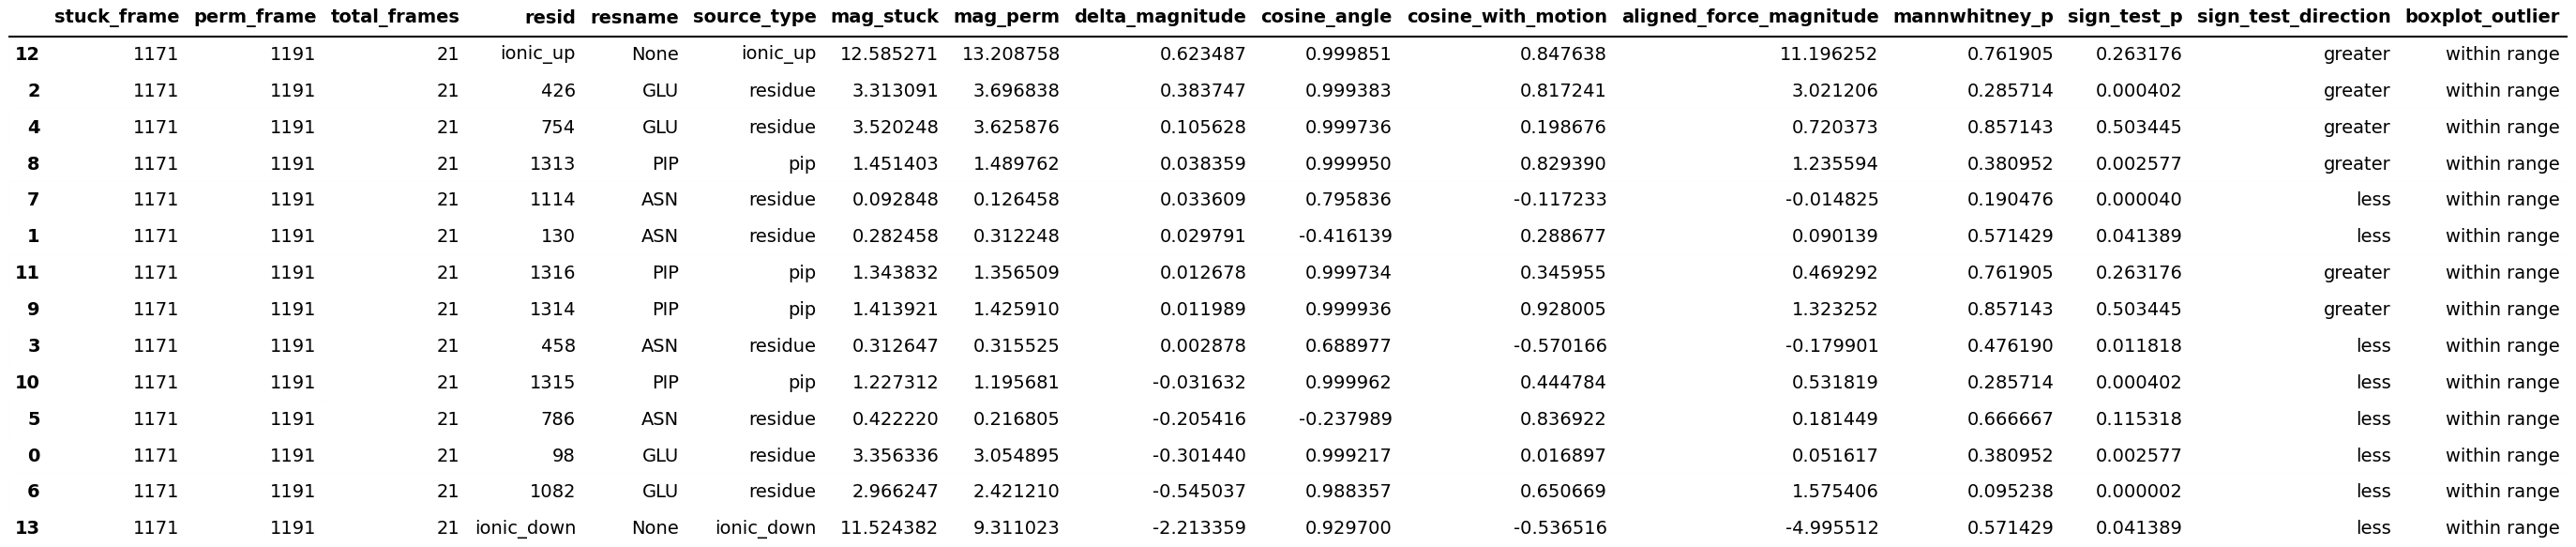 stuck_frame perm_frame total_frames resid resname source_type mag_stuck mag_perm delta_magnitude cosine_angle cosine_with_motion aligned_force_magnitude mannwhitney_p sign_test_p sign_test_direction boxplot_outlier
12 1171 1191 21 ionic_up None ionic_up 12.585271 13.208758 0.623487 0.999851 0.847638 11.196252 0.761905 0.263176 greater within range
2 1171 1191 21 426 GLU residue 3.313091 3.696838 0.383747 0.999383 0.817241 3.021206 0.285714 0.000402 greater within range
4 1171 1191 21 754 GLU residue 3.520248 3.625876 0.105628 0.999736 0.198676 0.720373 0.857143 0.503445 greater within range
8 1171 1191 21 1313 PIP pip 1.451403 1.489762 0.038359 0.999950 0.829390 1.235594 0.380952 0.002577 greater within range
7 1171 1191 21 1114 ASN residue 0.092848 0.126458 0.033609 0.795836 -0.117233 -0.014825 0.190476 0.000040 less within range
1 1171 1191 21 130 ASN residue 0.282458 0.312248 0.029791 -0.416139 0.288677 0.090139 0.571429 0.041389 less within range
11 1171 1191 21 1316 PIP pip 1.343832 1.356509 0.012678 0.999734 0.345955 0.469292 0.761905 0.263176 greater within range
9 1171 1191 21 1314 PIP pip 1.413921 1.425910 0.011989 0.999936 0.928005 1.323252 0.857143 0.503445 greater within range
3 1171 1191 21 458 ASN residue 0.312647 0.315525 0.002878 0.688977 -0.570166 -0.179901 0.476190 0.011818 less within range
10 1171 1191 21 1315 PIP pip 1.227312 1.195681 -0.031632 0.999962 0.444784 0.531819 0.285714 0.000402 less within range
5 1171 1191 21 786 ASN residue 0.422220 0.216805 -0.205416 -0.237989 0.836922 0.181449 0.666667 0.115318 less within range
0 1171 1191 21 98 GLU residue 3.356336 3.054895 -0.301440 0.999217 0.016897 0.051617 0.380952 0.002577 less within range
6 1171 1191 21 1082 GLU residue 2.966247 2.421210 -0.545037 0.988357 0.650669 1.575406 0.095238 0.000002 less within range
13 1171 1191 21 ionic_down None ionic_down 11.524382 9.311023 -2.213359 0.929700 -0.536516 -4.995512 0.571429 0.041389 less within range